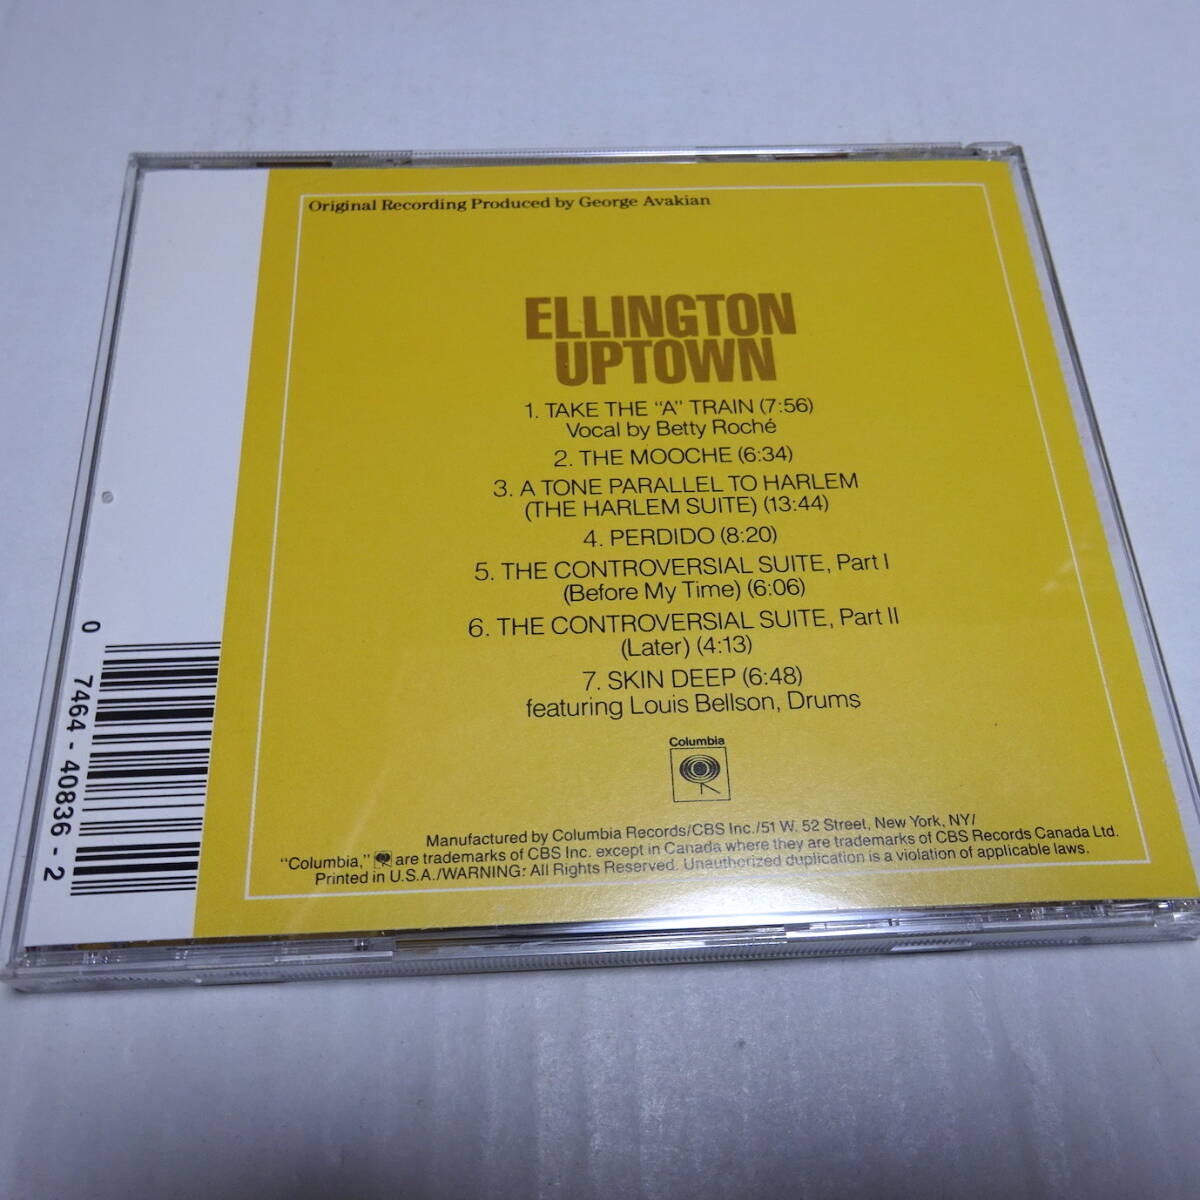 Original Recording Produced by George Avakian
ELLINGTON
UPTOWN
1. TAKE THE "A" TRAIN (7:56)
Vocal by Betty Roché
2. THE MOOCHE (6:34)
3. A TONE PARALLEL TO HARLEM
(THE HARLEM SUITE) (13:44)
4. PERDIDO (8:20)
5. THE CONTROVERSIAL SUITE, Part I
(Before My Time) (6:06)
6. THE CONTROVERSIAL SUITE, Part II
(Later) (4:13)
7. SKIN DEEP (6:48)
featuring Louis Bellson, Drums
Columbia
Manufactured by Columbia Records/CBS Inc./51 W. 52 Street, New York, NY/
"Columbia," are trademarks of CBS Inc. except in Canada where they are trademarks of CBS Records Canada Ltd.
Printed in U.S.A./WARNING: All Rights Reserved. Unauthorized duplication is a violation of applicable laws.
0 7464-40836-2